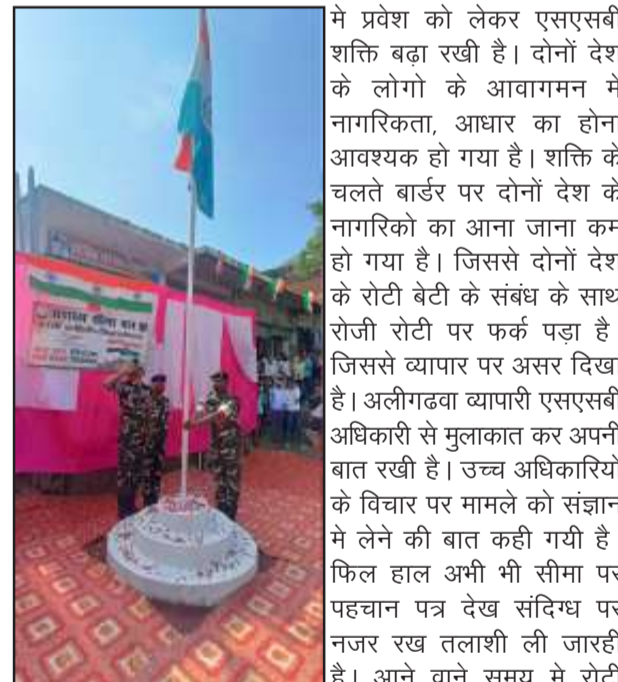 मे प्रवेश को लेकर एसएसबी
शक्ति बढ़ा रखी है। दोनों देश
के लोगो के आवागमन मे
नागरिकता, आधार का होना
आवश्यक हो गया है। शक्ति के
चलते बार्डर पर दोनों देश के
नागरिको का आना जाना कम
हो गया है। जिससे दोनों देश
के रोटी बेटी के संबंध के साथ
रोजी रोटी पर फर्क पड़ा है
जिससे व्यापार पर असर दिखा
है। अलीगढवा व्यापारी एसएसबी
अधिकारी से मुलाकात कर अपनी
बात रखी है। उच्च अधिकारियो
के विचार पर मामले को संज्ञान
मे लेने की बात कही गयी है
फिल हाल अभी भी सीमा पर
पहचान पत्र देख संदिग्ध पर
नजर रख तलाशी ली जारही
है। आने वाने समय मे रोटी